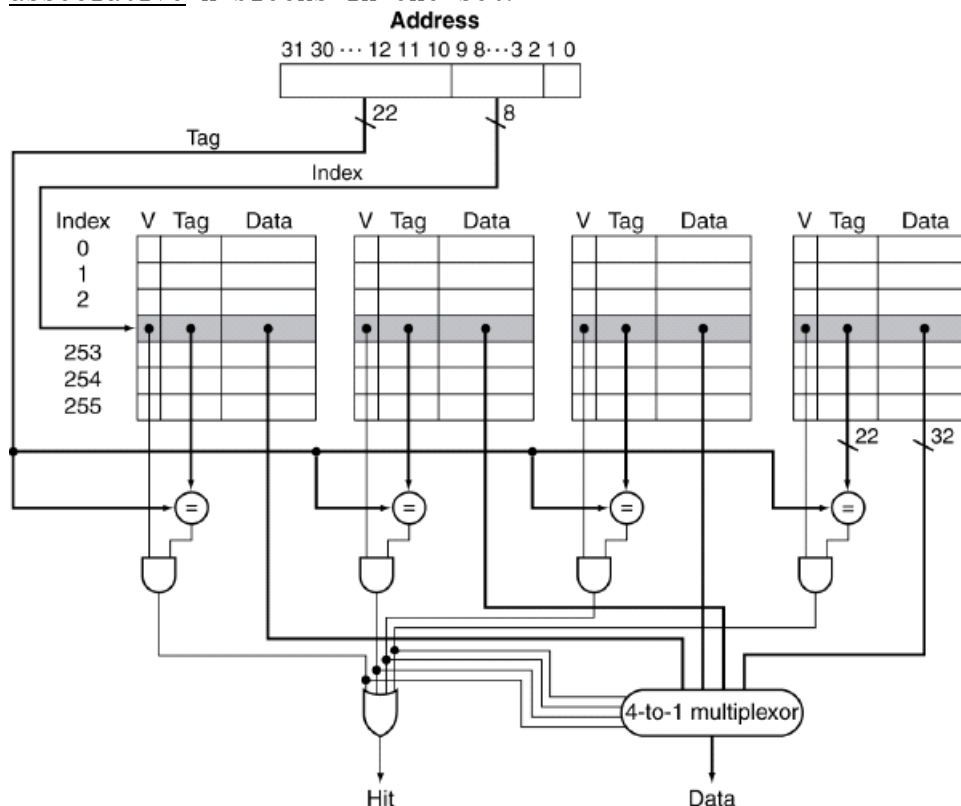 Address
31 30 ··· 12 11 10 9 8···3 2 1 0
22
8
Tag
Index
Index V Tag Data V Tag Data V Tag Data V Tag Data
0
1
2
253
254
255
22 32
= = = =
4-to-1 multiplexor
Hit Data